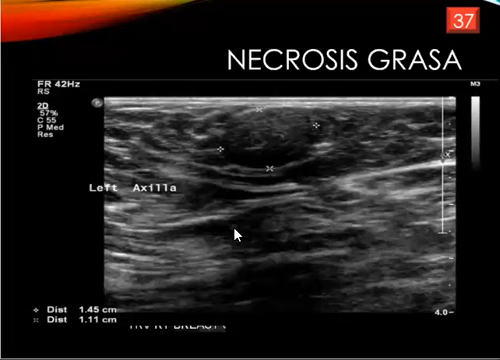 37
NECROSIS GRASA
FR 42Hz
RS
2D
57%
C 55
P Med
Res
M3
Left Axilla
4.0
Dist 1.45 cm
Dist 1.11 cm